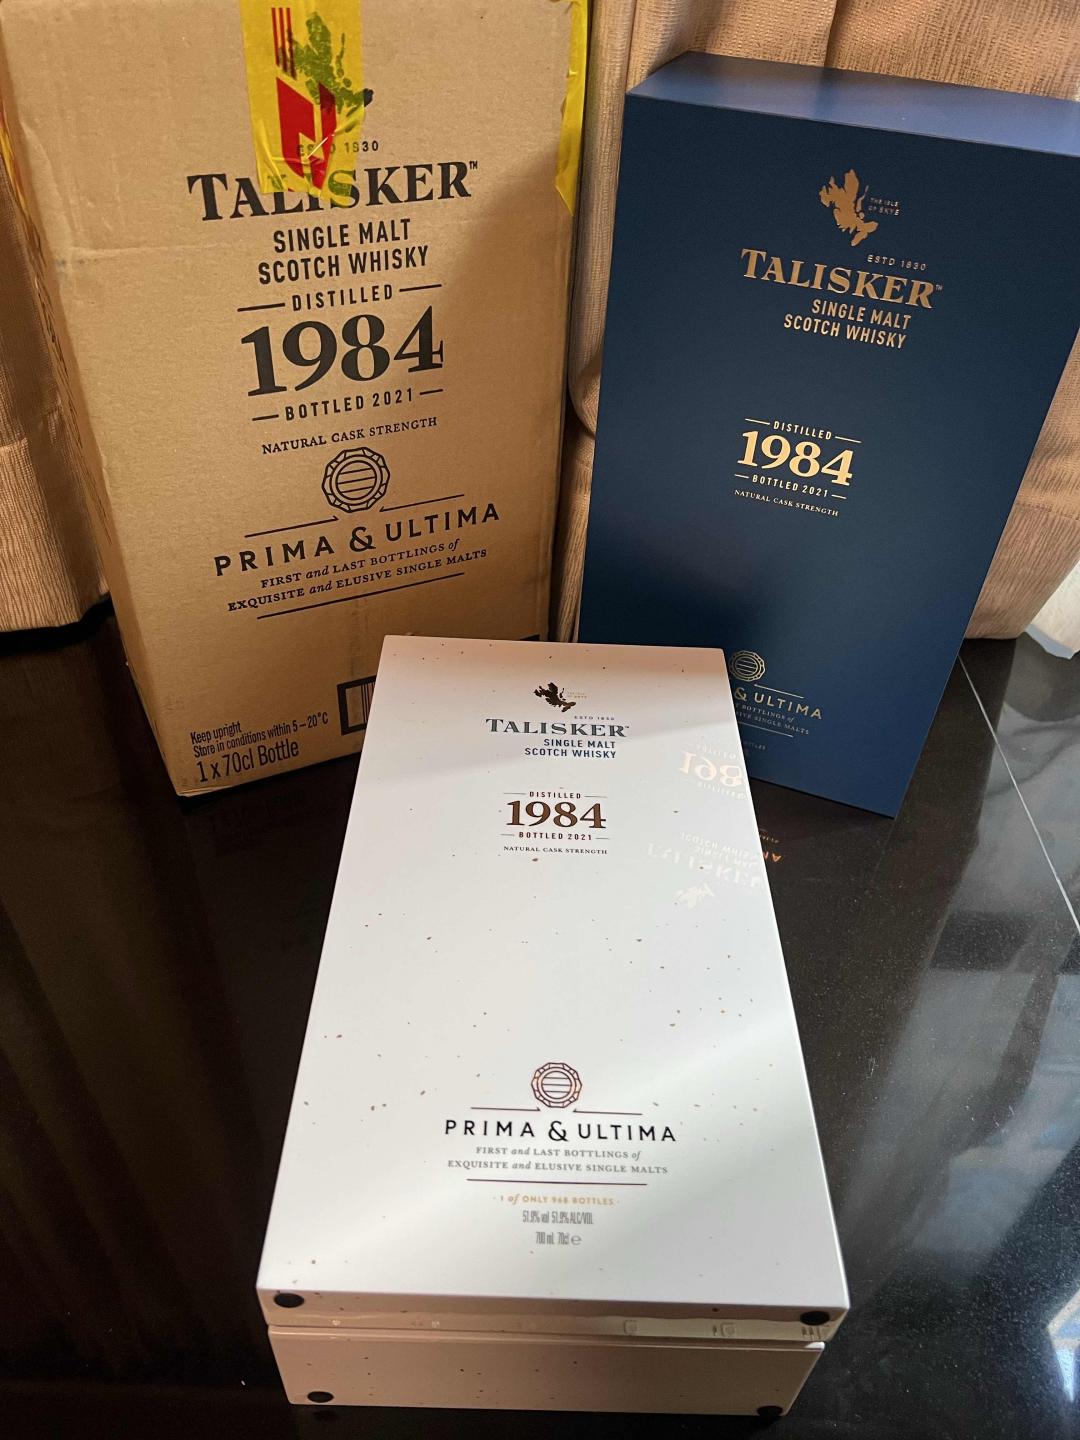 ESTD 1830
TALISKER™
SINGLE MALT
SCOTCH WHISKY
DISTILLED
1984
BOTTLED 2021
NATURAL CASK STRENGTH
PRIMA & ULTIMA
FIRST and LAST BOTTLINGS of
EXQUISITE and ELUSIVE SINGLE MALTS
Keep upright
Store in conditions within 5–20°C
1 x 70cl Bottle
THE ISLE
OF SKYE
ESTD 1830
TALISKER™
SINGLE MALT
SCOTCH WHISKY
DISTILLED
1984
BOTTLED 2021
NATURAL CASK STRENGTH
& ULTIMA
BOTTLINGS of
SINGLE MALTS
ESTD 1830
TALISKER™
SINGLE MALT
SCOTCH WHISKY
DISTILLED
1984
BOTTLED 2021
NATURAL CASK STRENGTH
PRIMA & ULTIMA
FIRST and LAST BOTTLINGS of
EXQUISITE and ELUSIVE SINGLE MALTS
· 1 of ONLY 968 BOTTLES ·
51.9% vol 51.9% ALC/VOL
700 mL 70cl ℮